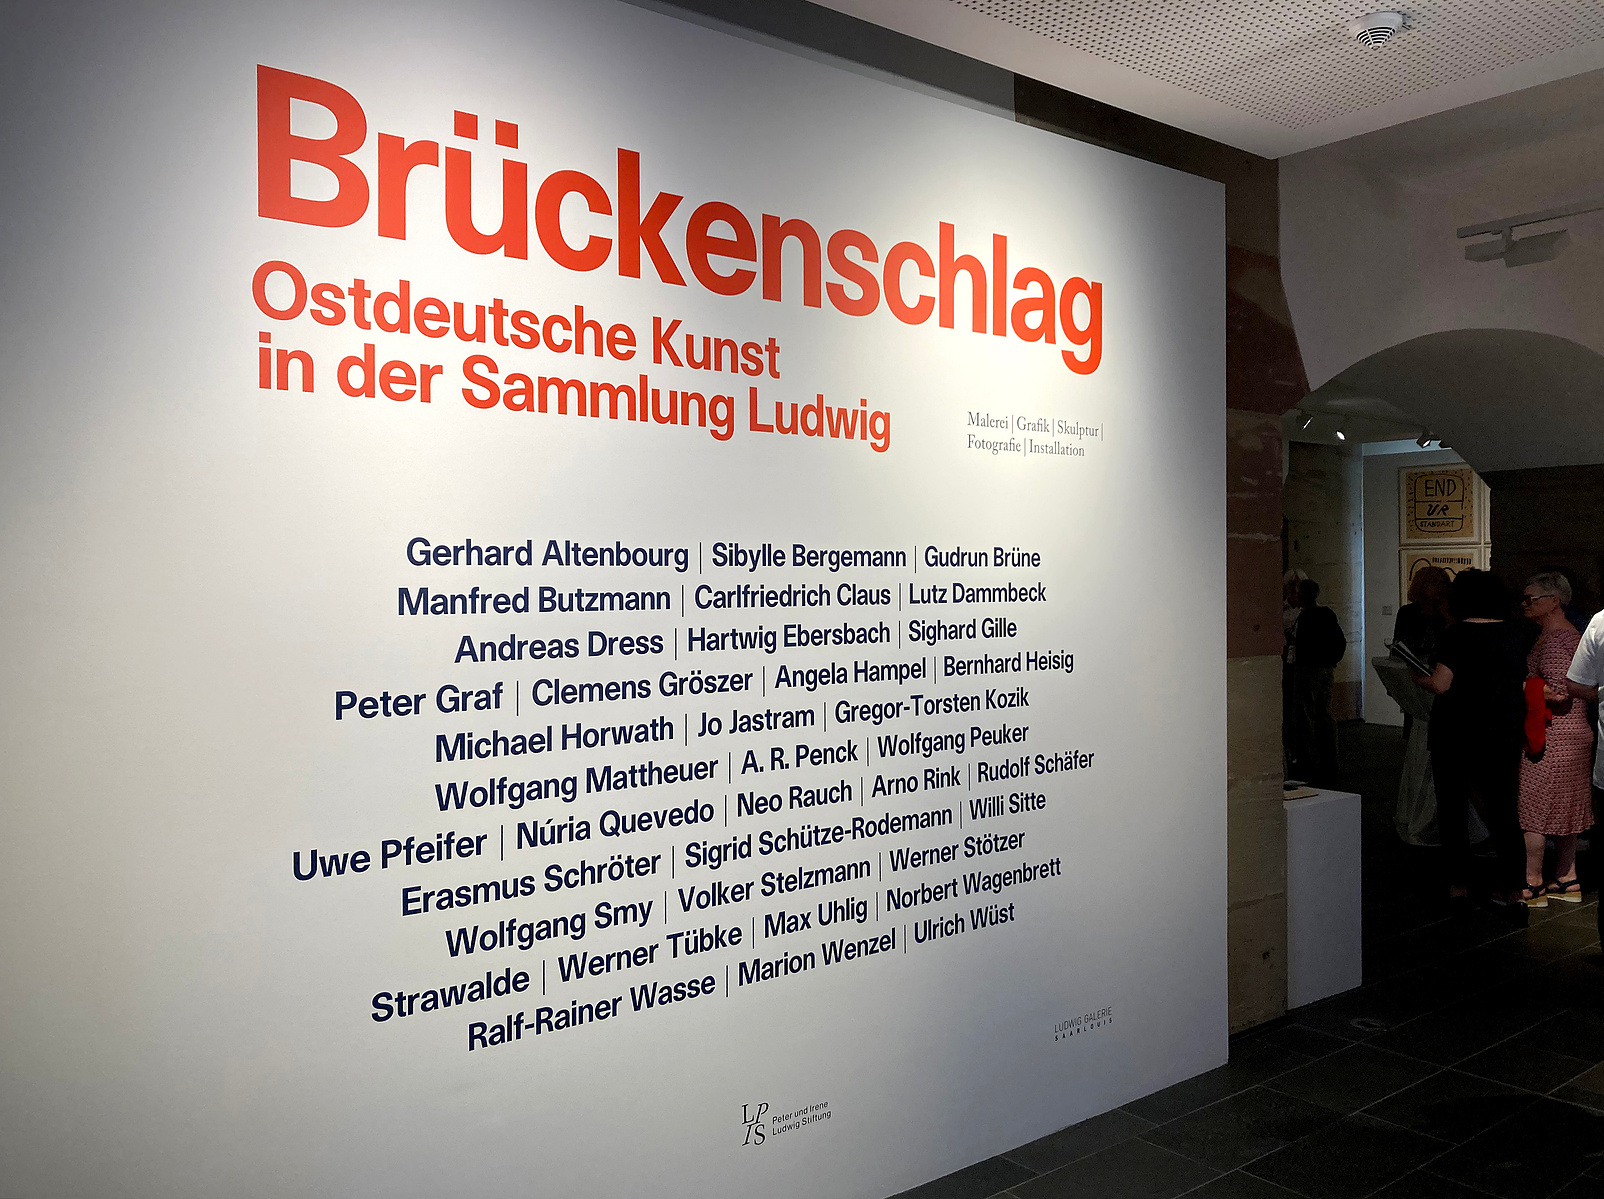 Brückenschlag
Ostdeutsche Kunst
in der Sammlung Ludwig
Malerei | Grafik | Skulptur |
Fotografie | Installation
Gerhard Altenbourg | Sibylle Bergemann | Gudrun Brüne
Manfred Butzmann | Carlfriedrich Claus | Lutz Dammbeck
Andreas Dress | Hartwig Ebersbach | Sighard Gille
Peter Graf | Clemens Gröszer | Angela Hampel | Bernhard Heisig
Michael Horwath | Jo Jastram | Gregor-Torsten Kozik
Wolfgang Mattheuer | A. R. Penck | Wolfgang Peuker
Uwe Pfeifer | Núria Quevedo | Neo Rauch | Arno Rink | Rudolf Schäfer
Erasmus Schröter | Sigrid Schütze-Rodemann | Willi Sitte
Wolfgang Smy | Volker Stelzmann | Werner Stötzer
Strawalde | Werner Tübke | Max Uhlig | Norbert Wagenbrett
Ralf-Rainer Wasse | Marion Wenzel | Ulrich Wüst
LUDWIG GALERIE
SAARLOUIS
LP
IS
Peter und Irene
Ludwig Stiftung
END
UR
STANDART